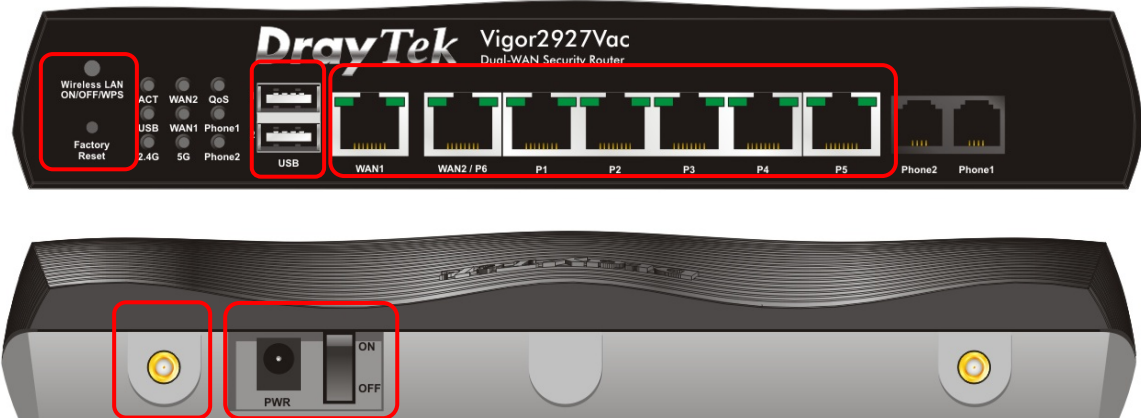 DrayTek
Vigor2927Vac
Dual-WAN Security Router
Wireless LAN
ON/OFF/WPS
Factory
Reset
ACT WAN2 QoS
USB WAN1 Phone1
2.4G 5G Phone2
USB
WAN1
WAN2 / P6
P1
P2
P3
P4
P5
Phone2
Phone1
PWR
ON
OFF